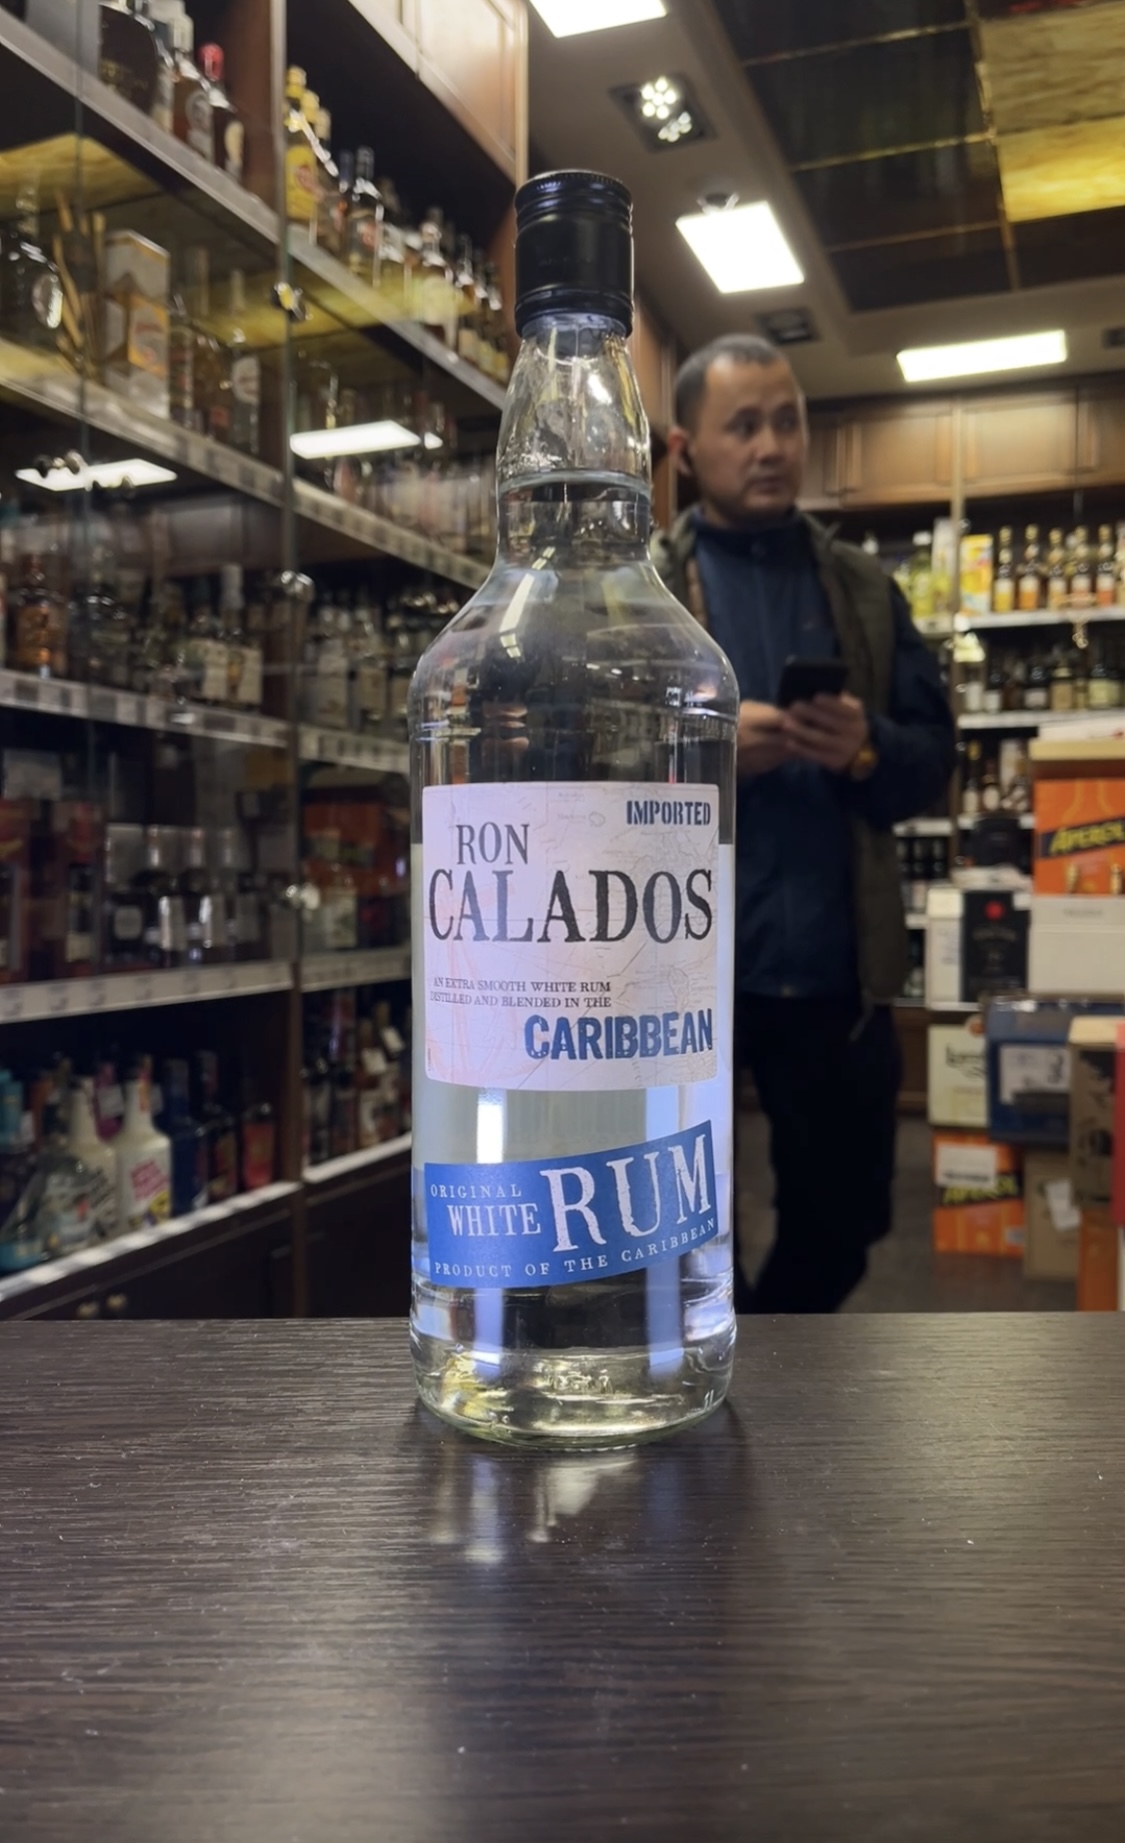 IMPORTED
RON
CALADOS
AN EXTRA SMOOTH WHITE RUM
DISTILLED AND BLENDED IN THE
CARIBBEAN
ORIGINAL
WHITE RUM
PRODUCT OF THE CARIBBEAN
APEROL